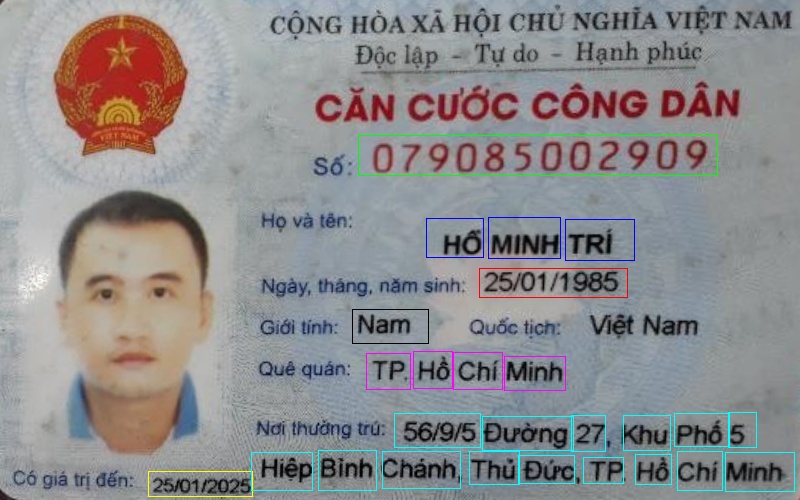 CỘNG HÒA XÃ HỘI CHỦ NGHĨA VIỆT NAM
Độc lập - Tự do - Hạnh phúc
CĂN CƯỚC CÔNG DÂN
Số: 079085002909
Họ và tên:
HỒ MINH TRÍ
Ngày, tháng, năm sinh: 25/01/1985
Giới tính: Nam Quốc tịch: Việt Nam
Quê quán: TP. Hồ Chí Minh
Nơi thường trú: 56/9/5 Đường 27, Khu Phố 5
Hiệp Bình Chánh, Thủ Đức, TP. Hồ Chí Minh
Có giá trị đến: 25/01/2025